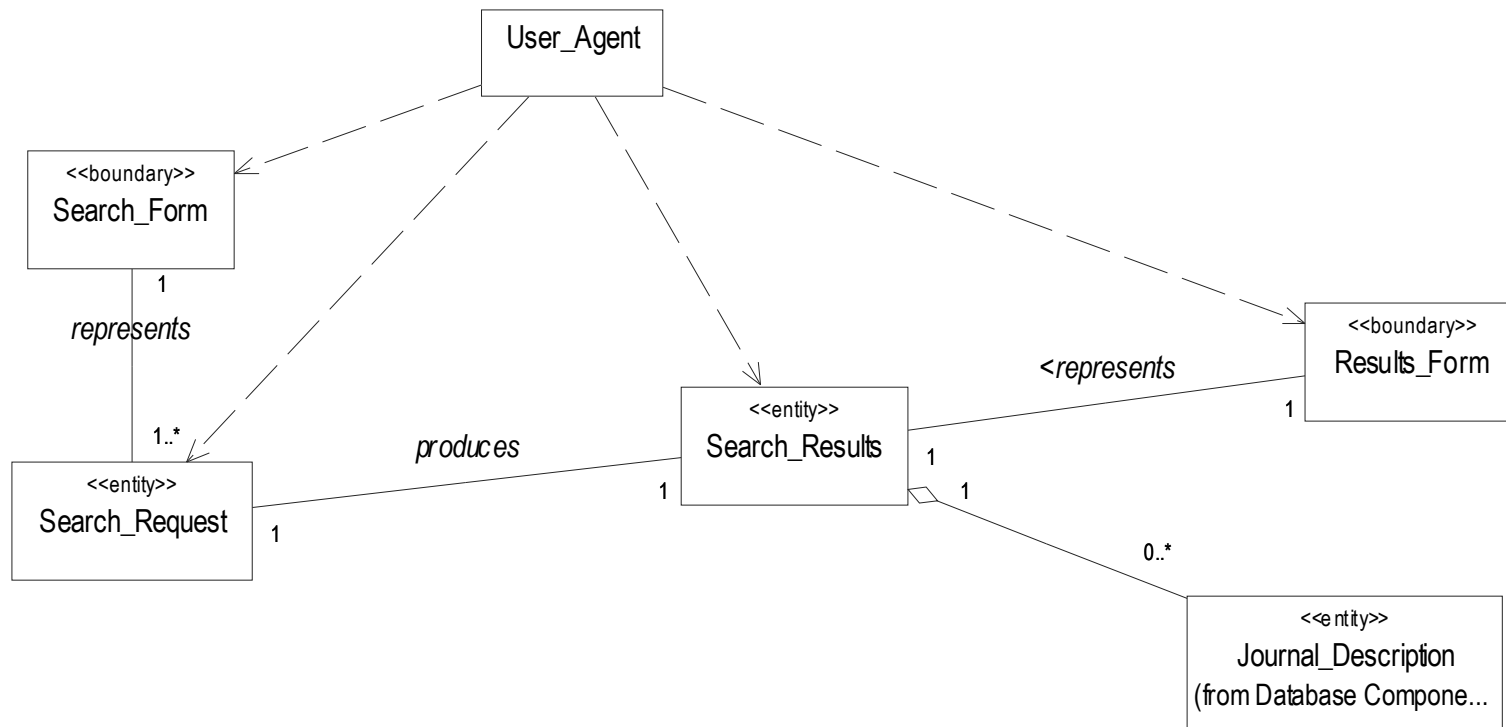 User_Agent
<<boundary>>
Search_Form
1
represents
1..*
<<entity>>
Search_Request
1
produces
1
<<entity>>
Search_Results
1
1
<represents
1
<<boundary>>
Results_Form
0..*
<<entity>>
Journal_Description
(from Database Compone...